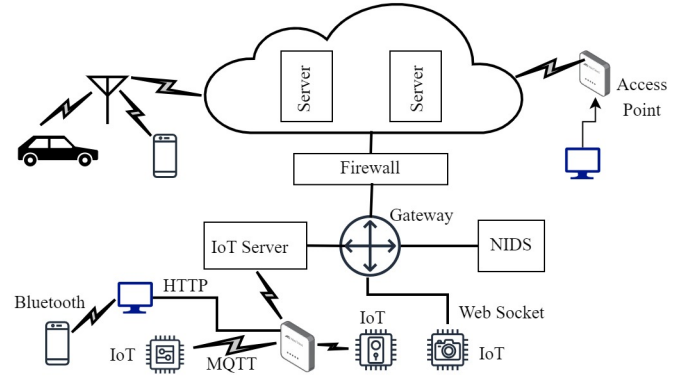 Server
Server
Access
Point
Firewall
Gateway
IoT Server
NIDS
HTTP
Bluetooth
Web Socket
IoT
IoT
MQTT
IoT